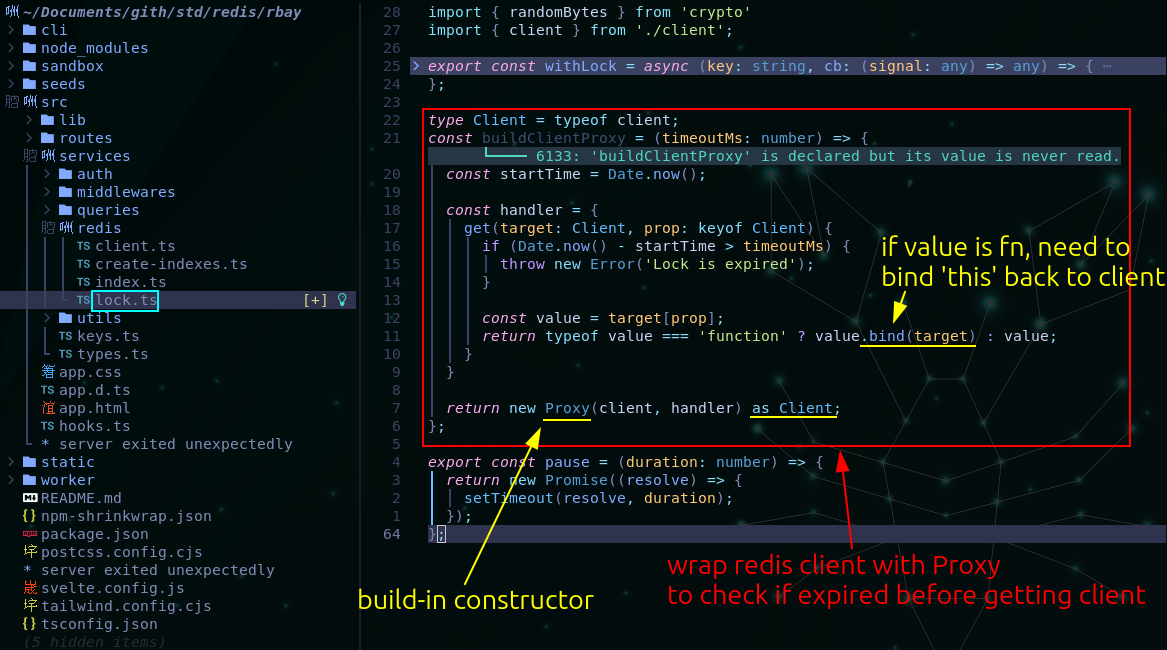 ~/Documents/gith/std/redis/rbay
cli
node_modules
sandbox
seeds
src
lib
routes
services
auth
middlewares
queries
redis
TS client.ts
TS create-indexes.ts
TS index.ts
TS lock.ts [+]
utils
TS keys.ts
TS types.ts
app.css
TS app.d.ts
app.html
TS hooks.ts
* server exited unexpectedly
static
worker
README.md
{} npm-shrinkwrap.json
package.json
postcss.config.cjs
* server exited unexpectedly
svelte.config.js
tailwind.config.cjs
{} tsconfig.json
(5 hidden items)
28 import { randomBytes } from 'crypto'
27 import { client } from './client';
26
25 export const withLock = async (key: string, cb: (signal: any) => any) => { ⋯
24 };
23
22 type Client = typeof client;
21 const buildClientProxy = (timeoutMs: number) => {
6133: 'buildClientProxy' is declared but its value is never read.
20 const startTime = Date.now();
19
18 const handler = {
17 get(target: Client, prop: keyof Client) {
16 if (Date.now() - startTime > timeoutMs) {
15 throw new Error('Lock is expired');
14 }
13
12 const value = target[prop];
11 return typeof value === 'function' ? value.bind(target) : value;
10 }
9 }
8
7 return new Proxy(client, handler) as Client;
6 };
5
4 export const pause = (duration: number) => {
3 return new Promise((resolve) => {
2 setTimeout(resolve, duration);
1 });
64 };
if value is fn, need to
bind 'this' back to client
build-in constructor
wrap redis client with Proxy
to check if expired before getting client